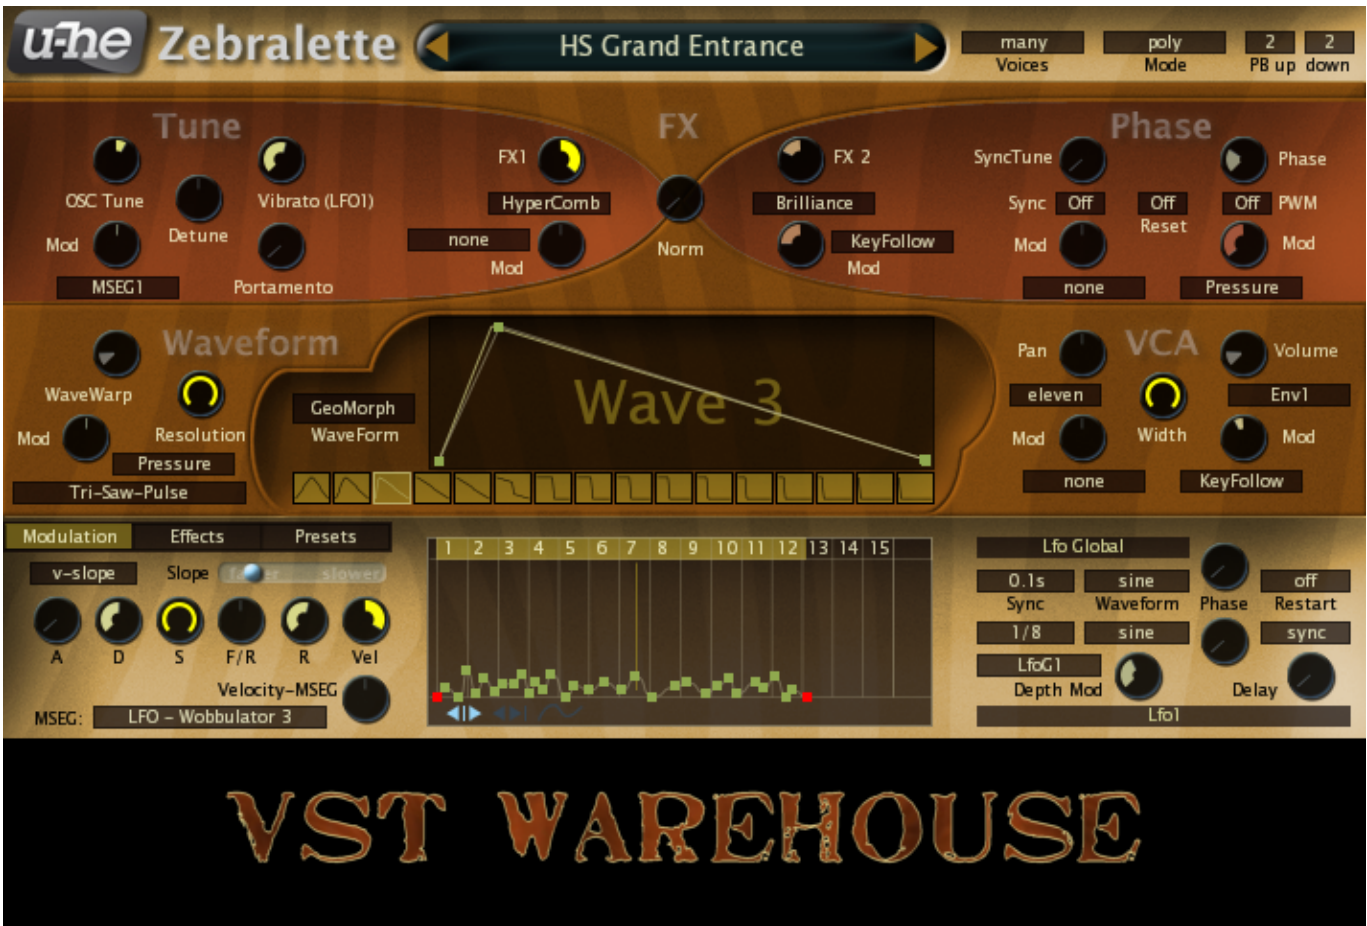 u-he Zebralette
HS Grand Entrance
many poly 2 2
Voices Mode PB up down
Tune FX Phase
FX1 FX 2 SyncTune Phase
OSC Tune Vibrato (LFO1) HyperComb Brilliance Sync Off Off Off PWM
Mod Detune none Norm KeyFollow Mod Reset Mod
Mod Mod
MSEG1 Portamento none Pressure
Waveform VCA
Pan Volume
WaveWarp Wave 3 eleven Env1
GeoMorph
Mod Resolution WaveForm Mod Width Mod
Pressure
Tri-Saw-Pulse none KeyFollow
Modulation Effects Presets
1 2 3 4 5 6 7 8 9 10 11 12 13 14 15
Lfo Global
v-slope Slope slower
0.1s sine off
Sync Waveform Phase Restart
1/8 sine sync
A D S F/R R Vel
LfoG1
Velocity-MSEG Depth Mod Delay
MSEG: LFO - Wobbulator 3 Lfo1
VST WAREHOUSE